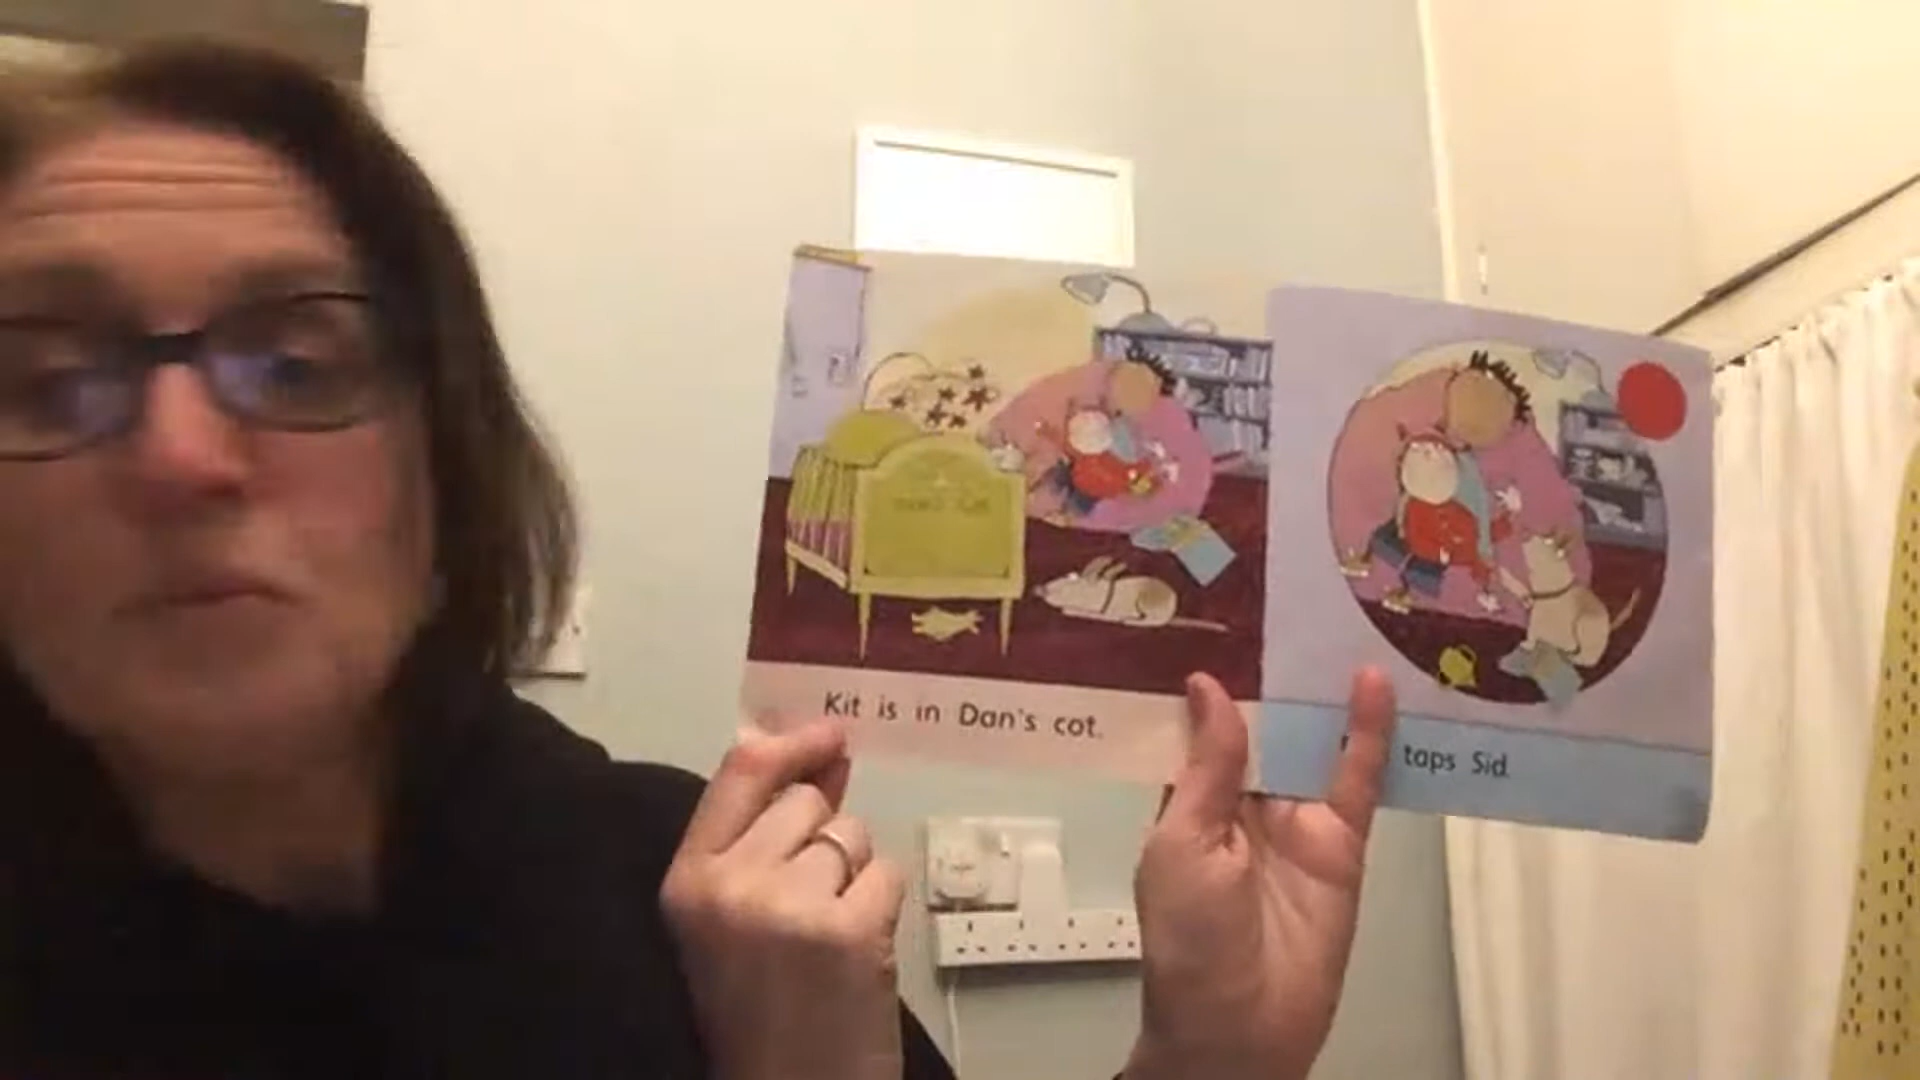 Kit is in Dan's cot.
taps Sid.